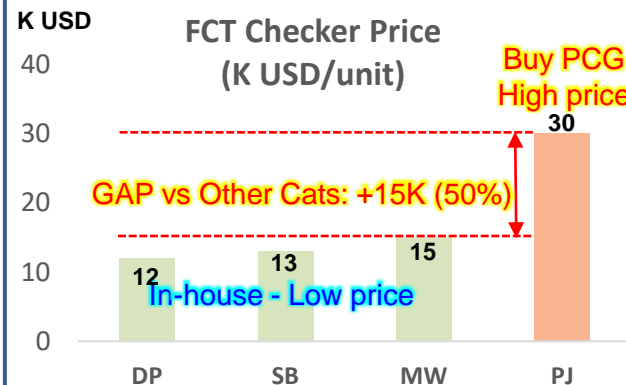 K USD
FCT Checker Price
(K USD/unit)
Buy PCG
High price
40
30
20
10
0
30
GAP vs Other Cats: +15K (50%)
12
13
15
In-house - Low price
DP
SB
MW
PJ